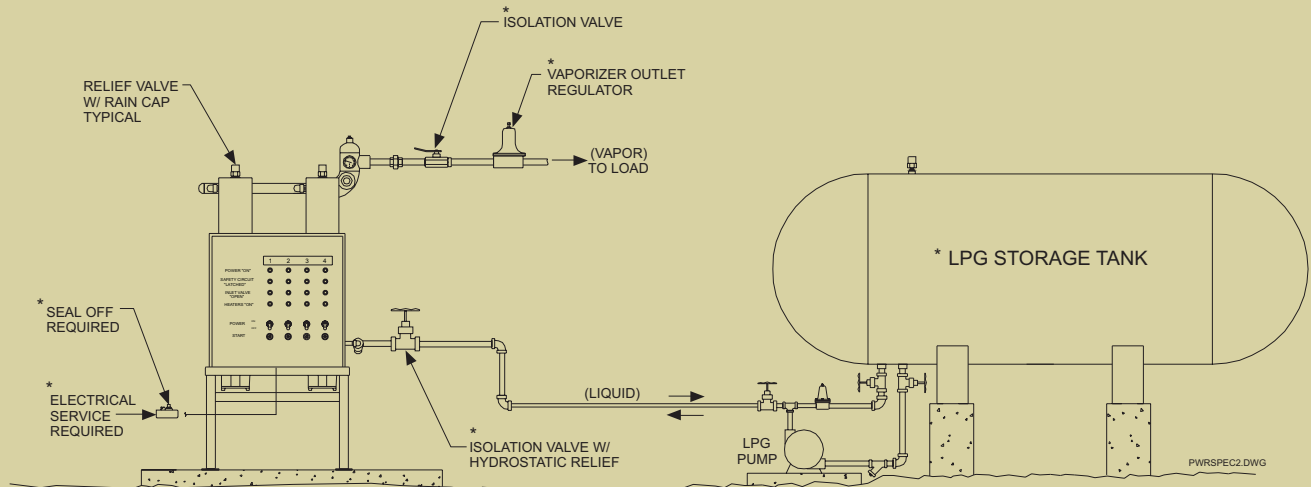 *
ISOLATION VALVE
*
VAPORIZER OUTLET
REGULATOR
RELIEF VALVE
W/ RAIN CAP
TYPICAL
(VAPOR)
TO LOAD
* LPG STORAGE TANK
1 2 3 4
POWER "ON"
SAFETY CIRCUIT
"LATCHED"
INLET VALVE
"OPEN"
HEATERS "ON"
POWER
START
*
SEAL OFF
REQUIRED
*
ELECTRICAL
SERVICE
REQUIRED
(LIQUID)
*
ISOLATION VALVE W/
HYDROSTATIC RELIEF
LPG
PUMP
PWRSPEC2.DWG